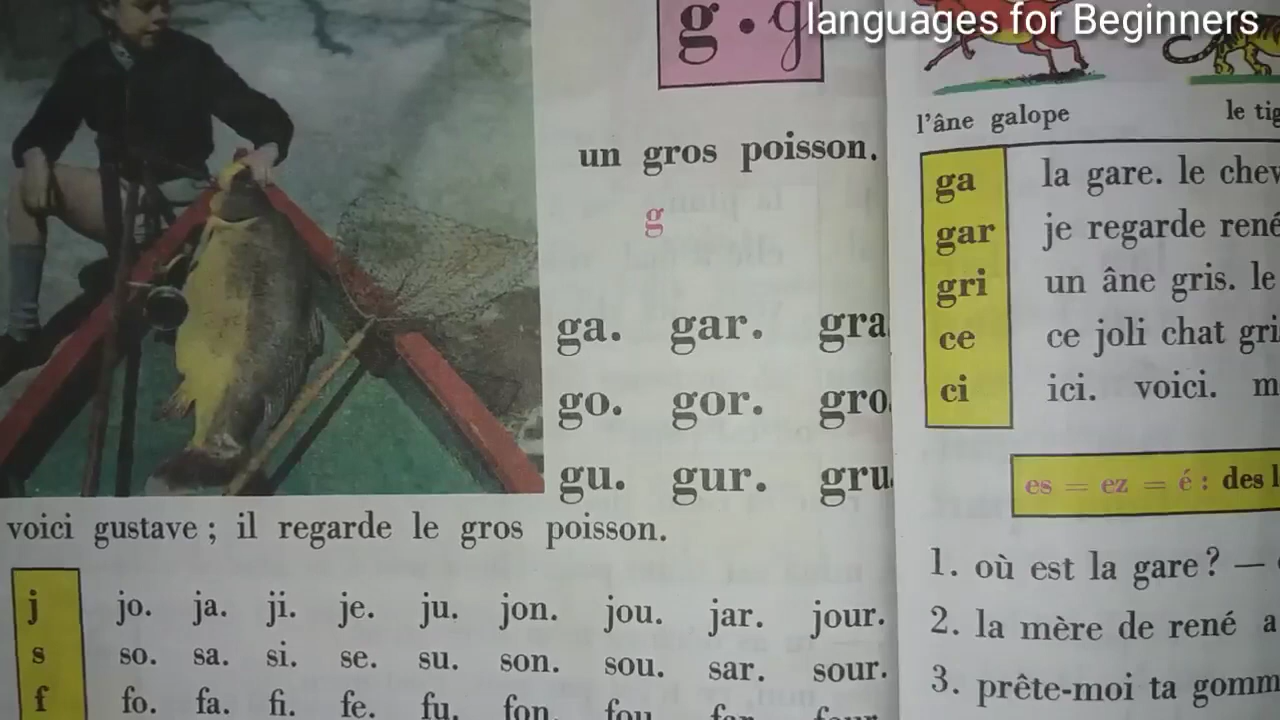 languages for Beginners
g • g
un gros poisson.
g
ga. gar. gra
go. gor. gro
gu. gur. gru
voici gustave ; il regarde le gros poisson.
j jo. ja. ji. je. ju. jon. jou. jar. jour.
s so. sa. si. se. su. son. sou. sar. sour.
f fo. fa. fi. fe. fu. fon. fou.
l'âne galope le
ga la gare. le
gar je regarde rené
gri un âne gris. le
ce ce joli chat
ci ici. voici.
es = ez = é : des
1. où est la gare ? —
2. la mère de rené a
3. prête-moi ta